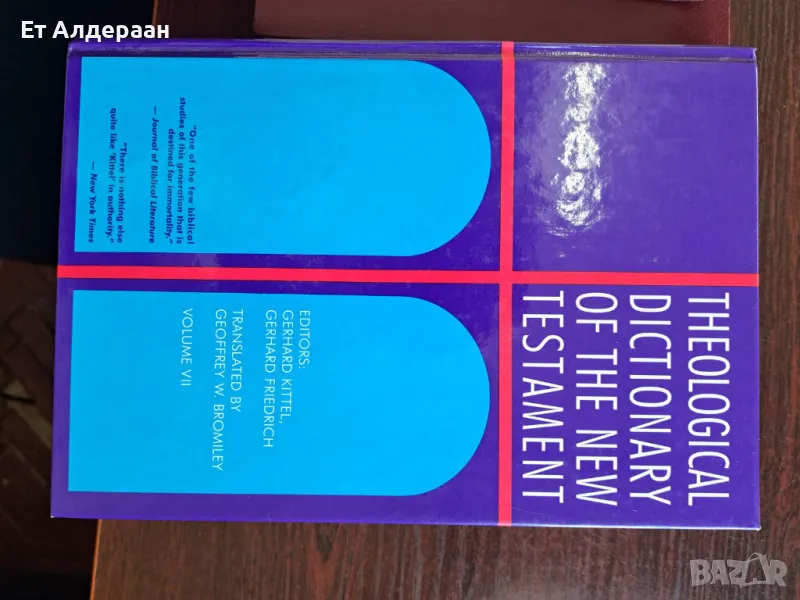 Ет Алдераан
THEOLOGICAL
DICTIONARY
OF THE NEW
TESTAMENT
EDITORS:
GERHARD KITTEL,
GERHARD FRIEDRICH
TRANSLATED BY
GEOFFREY W. BROMILEY
VOLUME VII
"One of the few biblical
studies of this generation that is
destined for immortality."
— Journal of Biblical Literature
"There is nothing else
quite like 'Kittel' in authority."
— New York Times
BAZAR